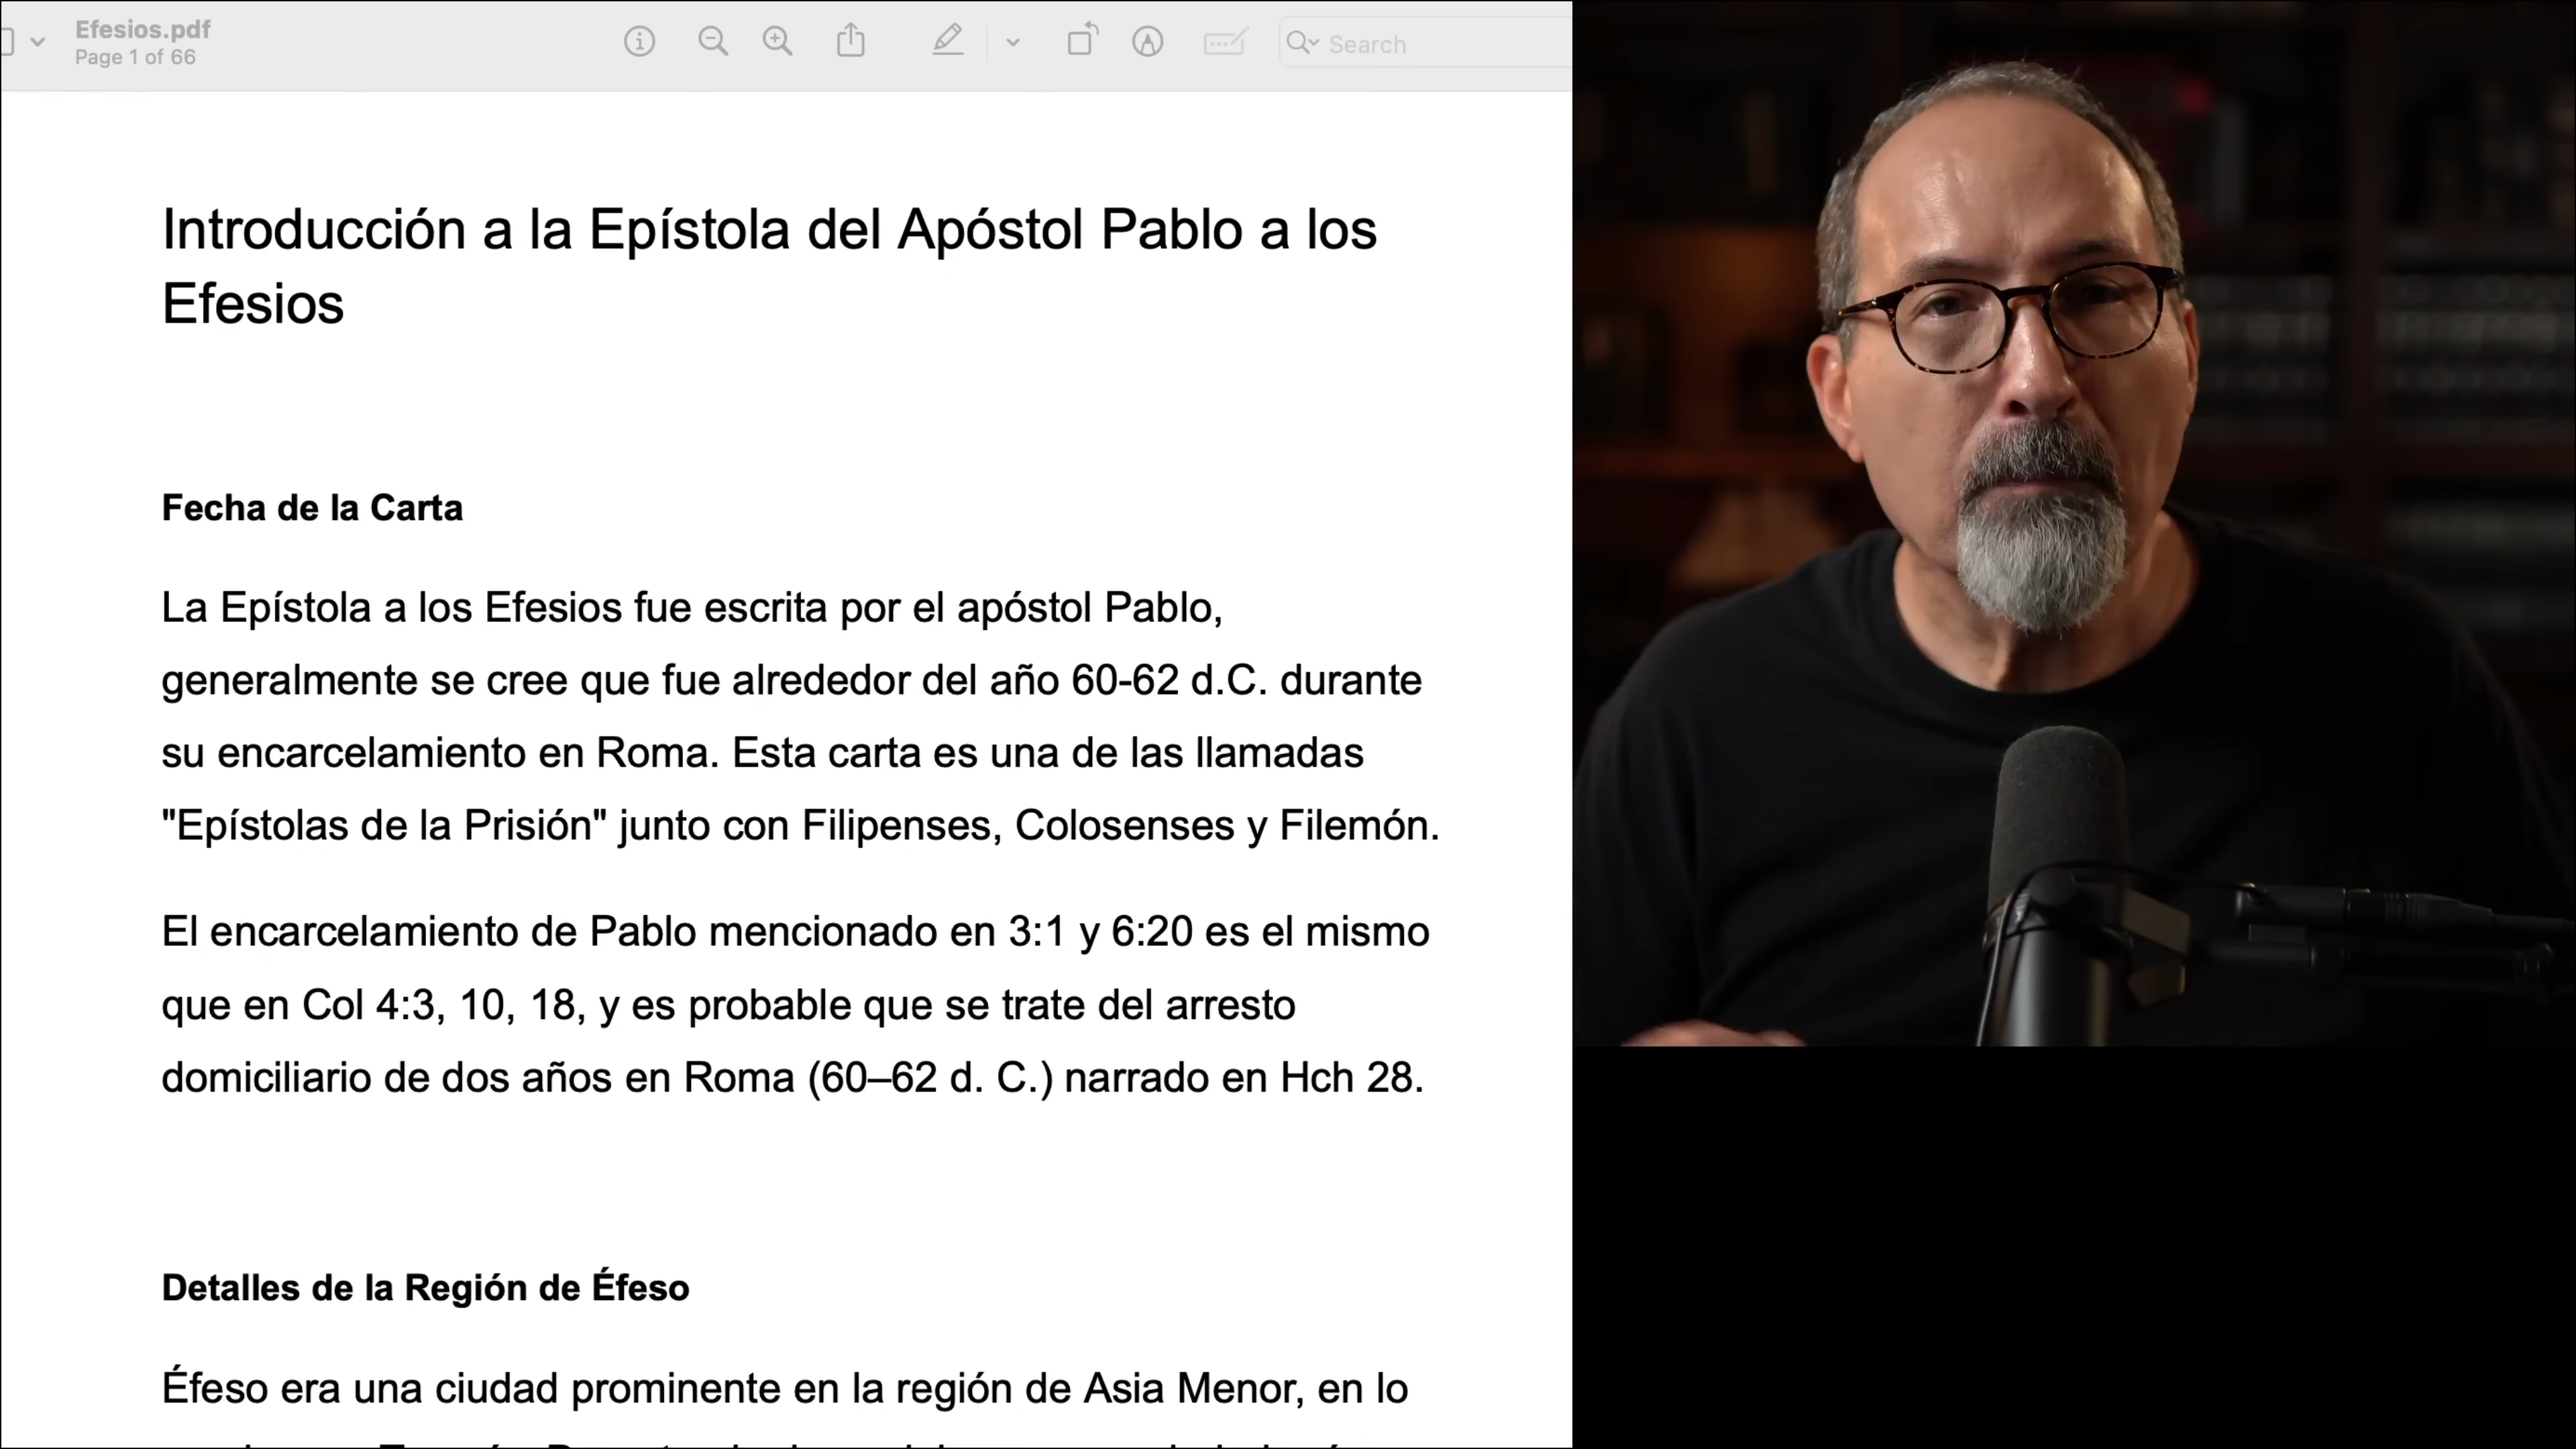 Efesios.pdf
Page 1 of 66
Search
Introducción a la Epístola del Apóstol Pablo a los
Efesios
Fecha de la Carta
La Epístola a los Efesios fue escrita por el apóstol Pablo,
generalmente se cree que fue alrededor del año 60-62 d.C. durante
su encarcelamiento en Roma. Esta carta es una de las llamadas
"Epístolas de la Prisión" junto con Filipenses, Colosenses y Filemón.
El encarcelamiento de Pablo mencionado en 3:1 y 6:20 es el mismo
que en Col 4:3, 10, 18, y es probable que se trate del arresto
domiciliario de dos años en Roma (60–62 d. C.) narrado en Hch 28.
Detalles de la Región de Éfeso
Éfeso era una ciudad prominente en la región de Asia Menor, en lo